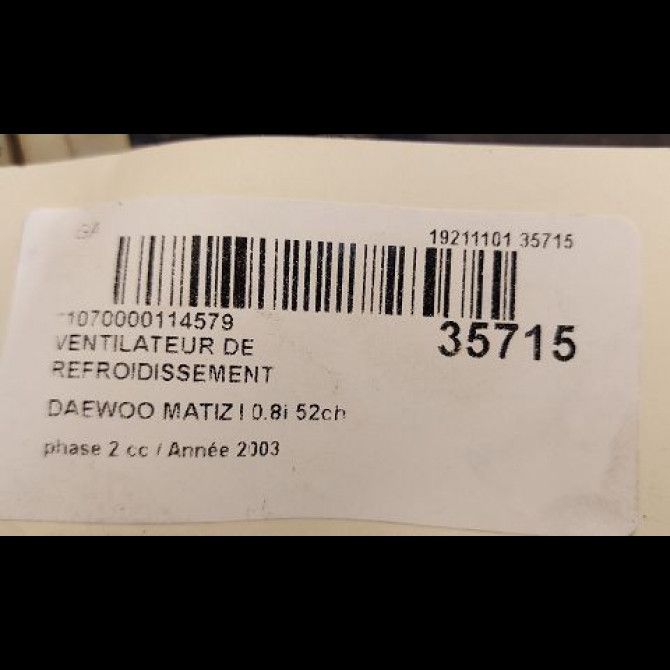 19211101 35715
1070000114579
35715
VENTILATEUR DE
REFROIDISSEMENT
DAEWOO MATIZ I 0.8i 52ch
phase 2 cc / Année 2003